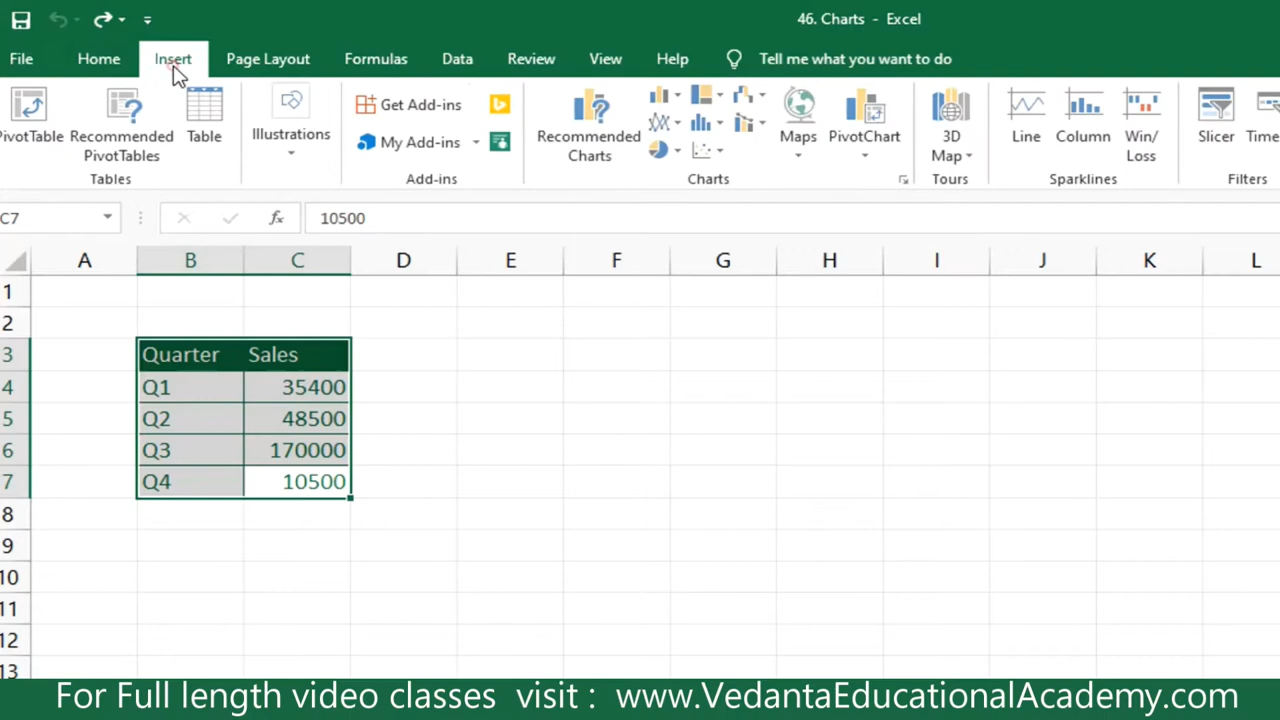 46. Charts - Excel
File Home Insert Page Layout Formulas Data Review View Help Tell me what you want to do
PivotTable Recommended PivotTables Table Illustrations Get Add-ins My Add-ins Recommended Charts Maps PivotChart 3D Map Line Column Win/Loss Slicer Time
Tables Add-ins Charts Tours Sparklines Filters
C7 fx 10500
A B C D E F G H I J K L
1
2
3 Quarter Sales
4 Q1 35400
5 Q2 48500
6 Q3 170000
7 Q4 10500
8
9
10
11
12
13
For Full length video classes visit : www.VedantaEducationalAcademy.com